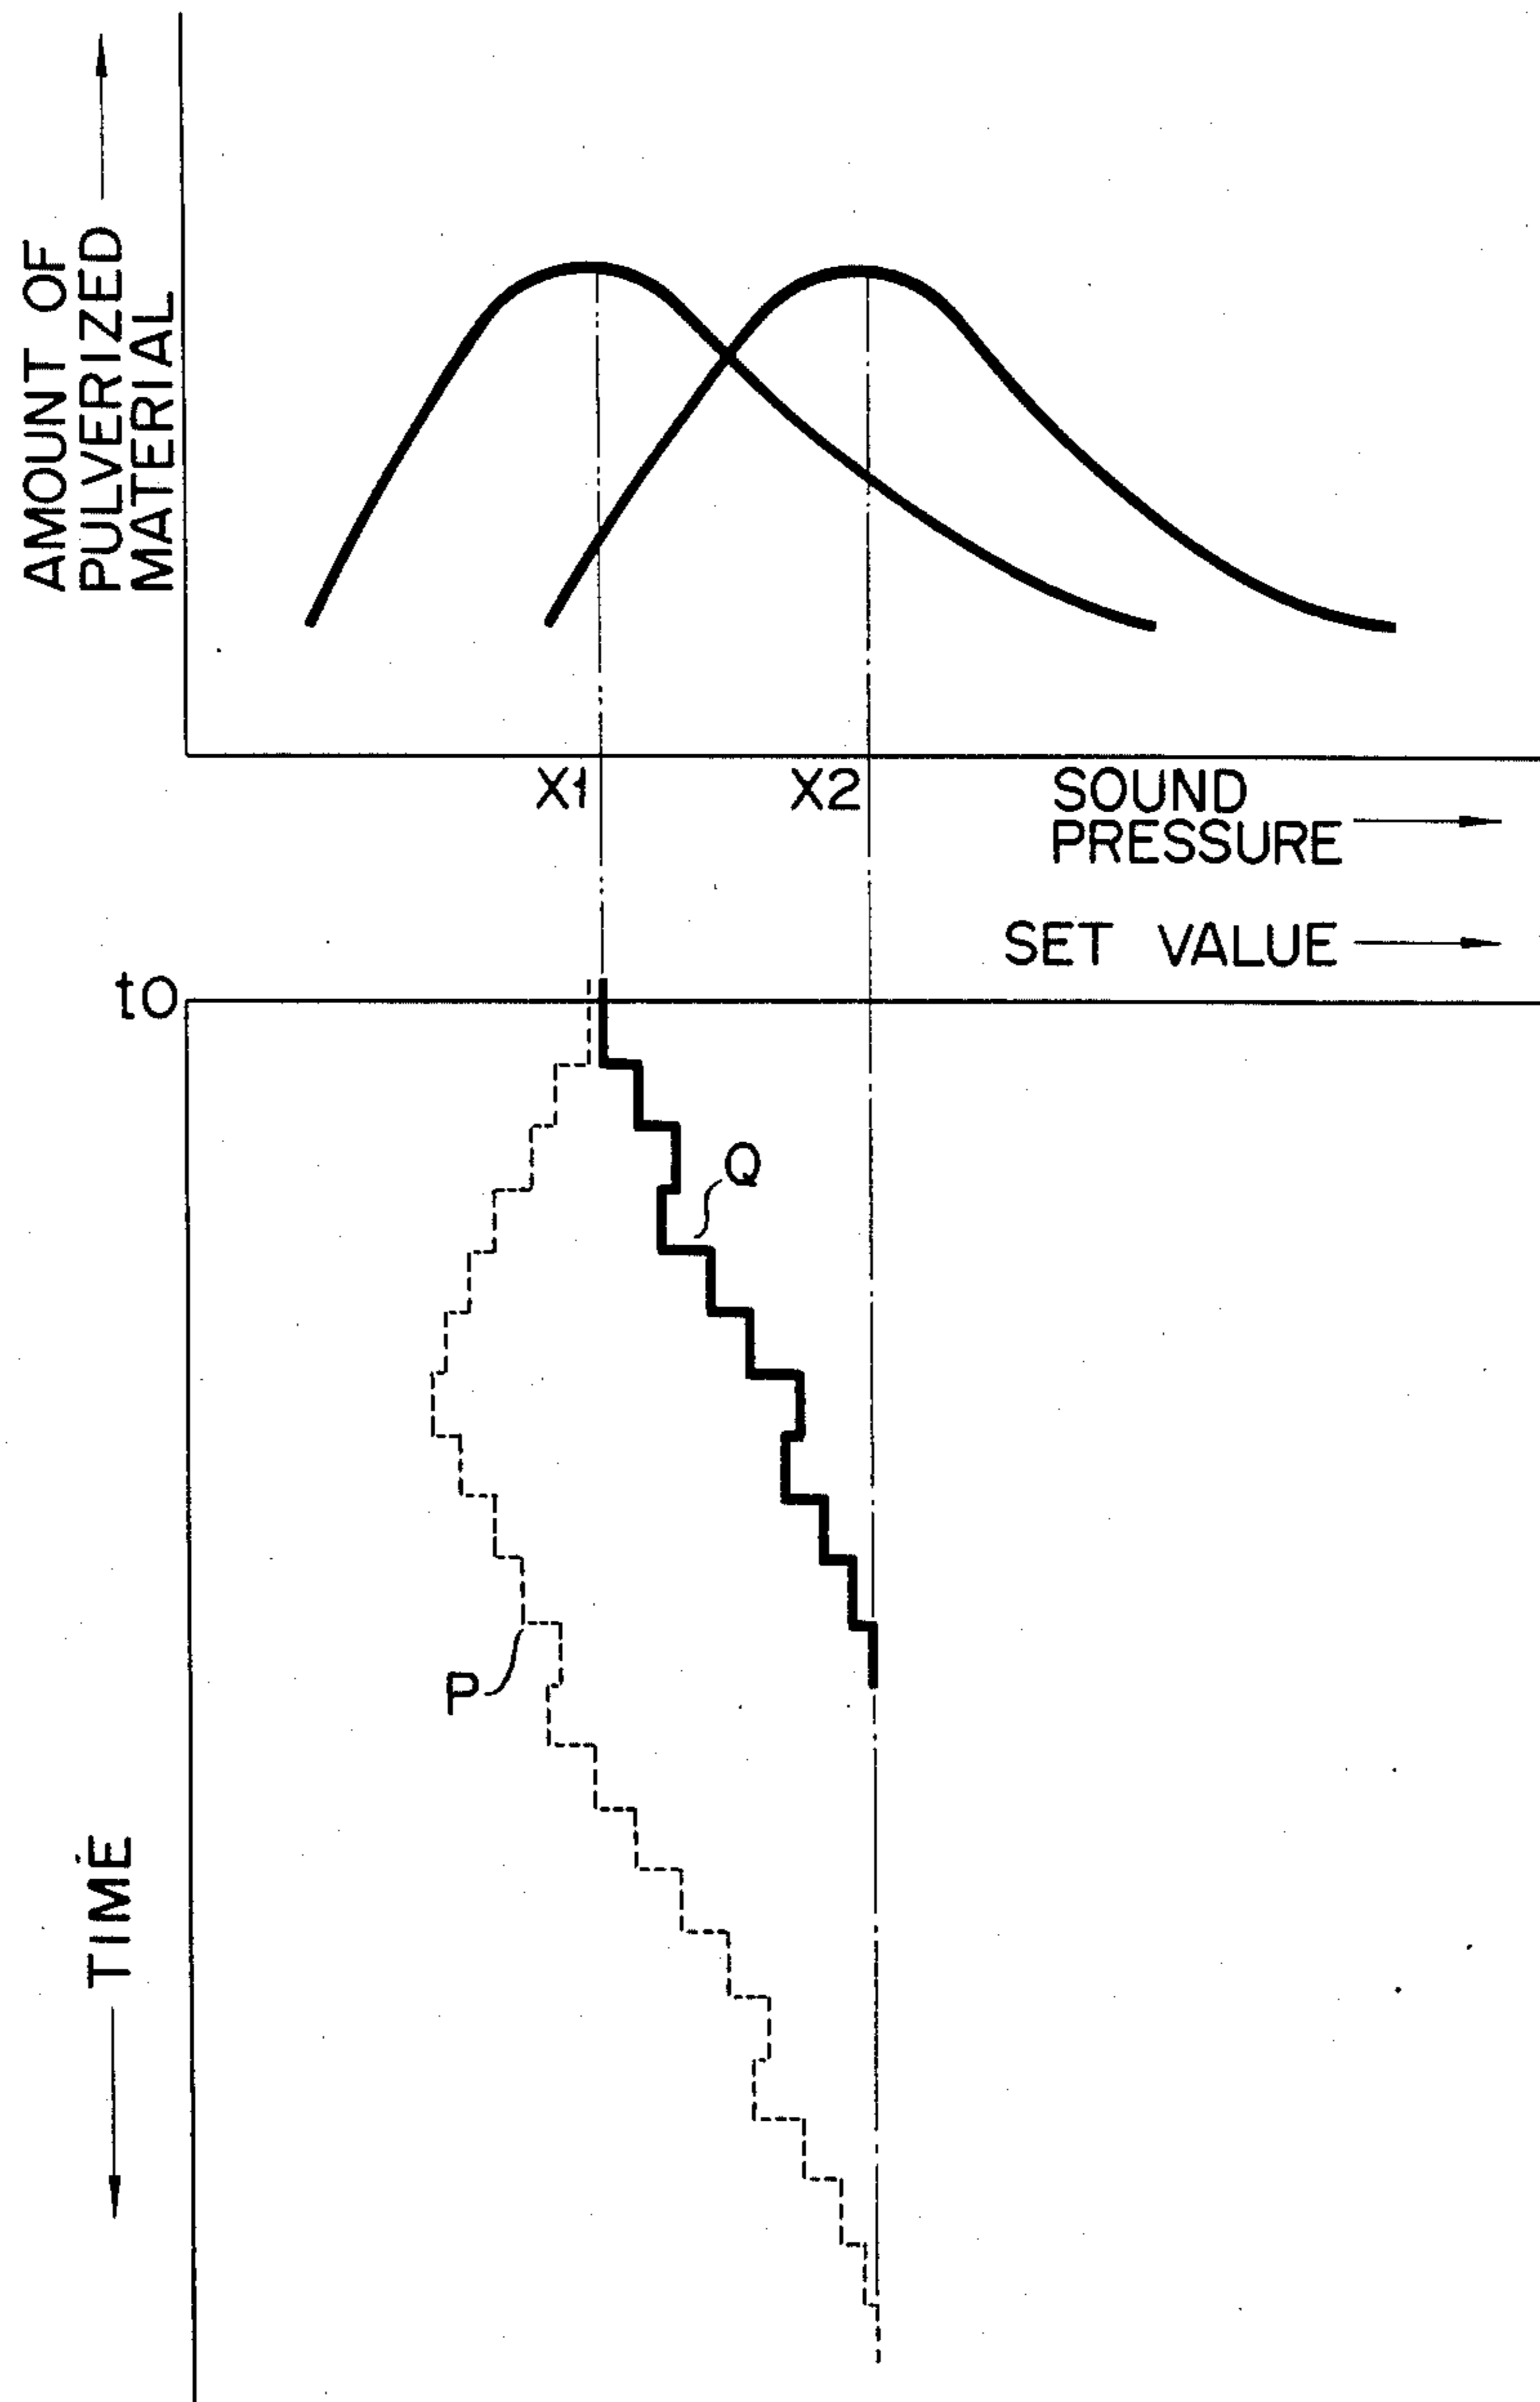 AMOUNT OF
PULVERIZED
MATERIAL
X1
X2
SOUND
PRESSURE
SET VALUE
t0
Q
P
TIME